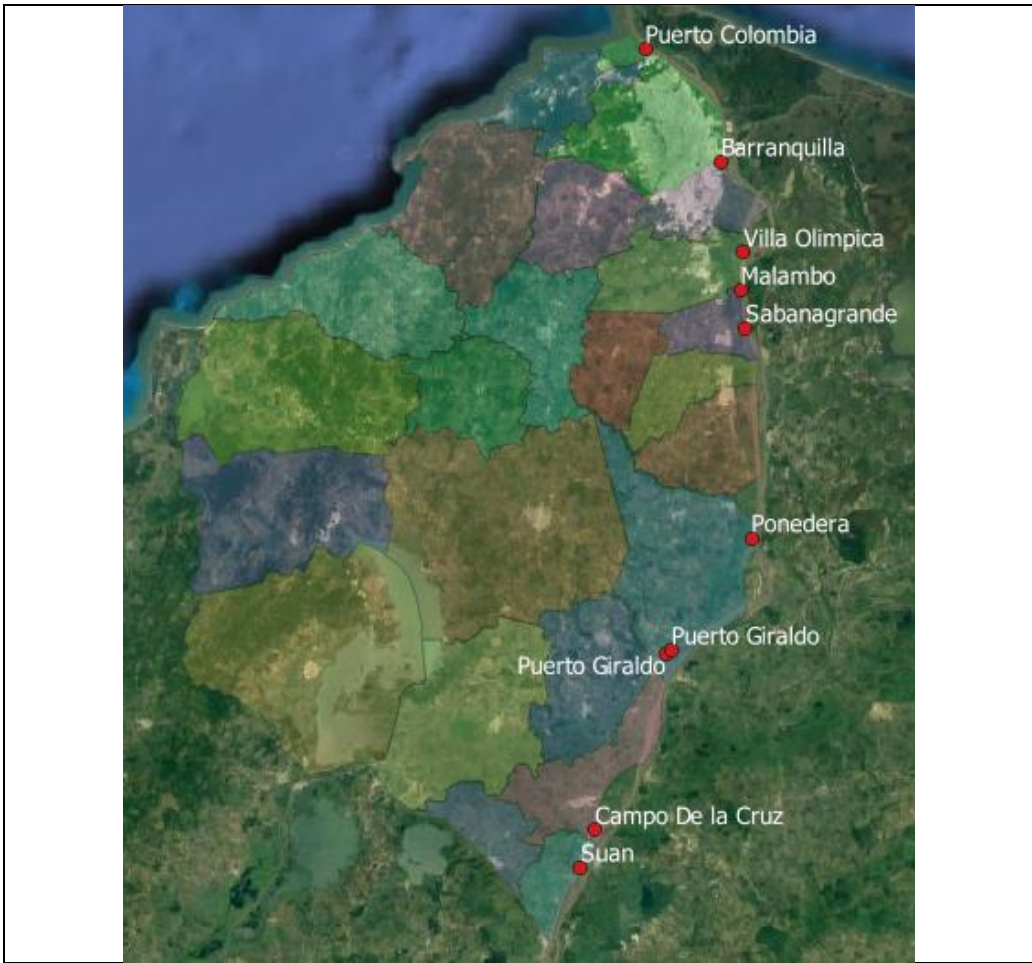 Puerto Colombia
Barranquilla
Villa Olimpica
Malambo
Sabanagrande
Ponedera
Puerto Giraldo
Puerto Giraldo
Campo De la Cruz
Suan